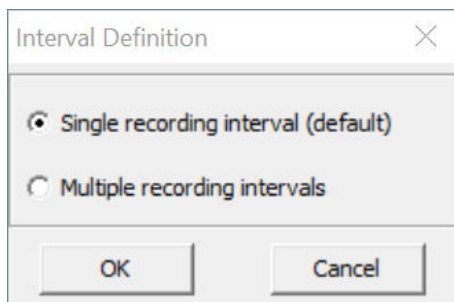 Interval Definition
Single recording interval (default)
Multiple recording intervals
OK Cancel